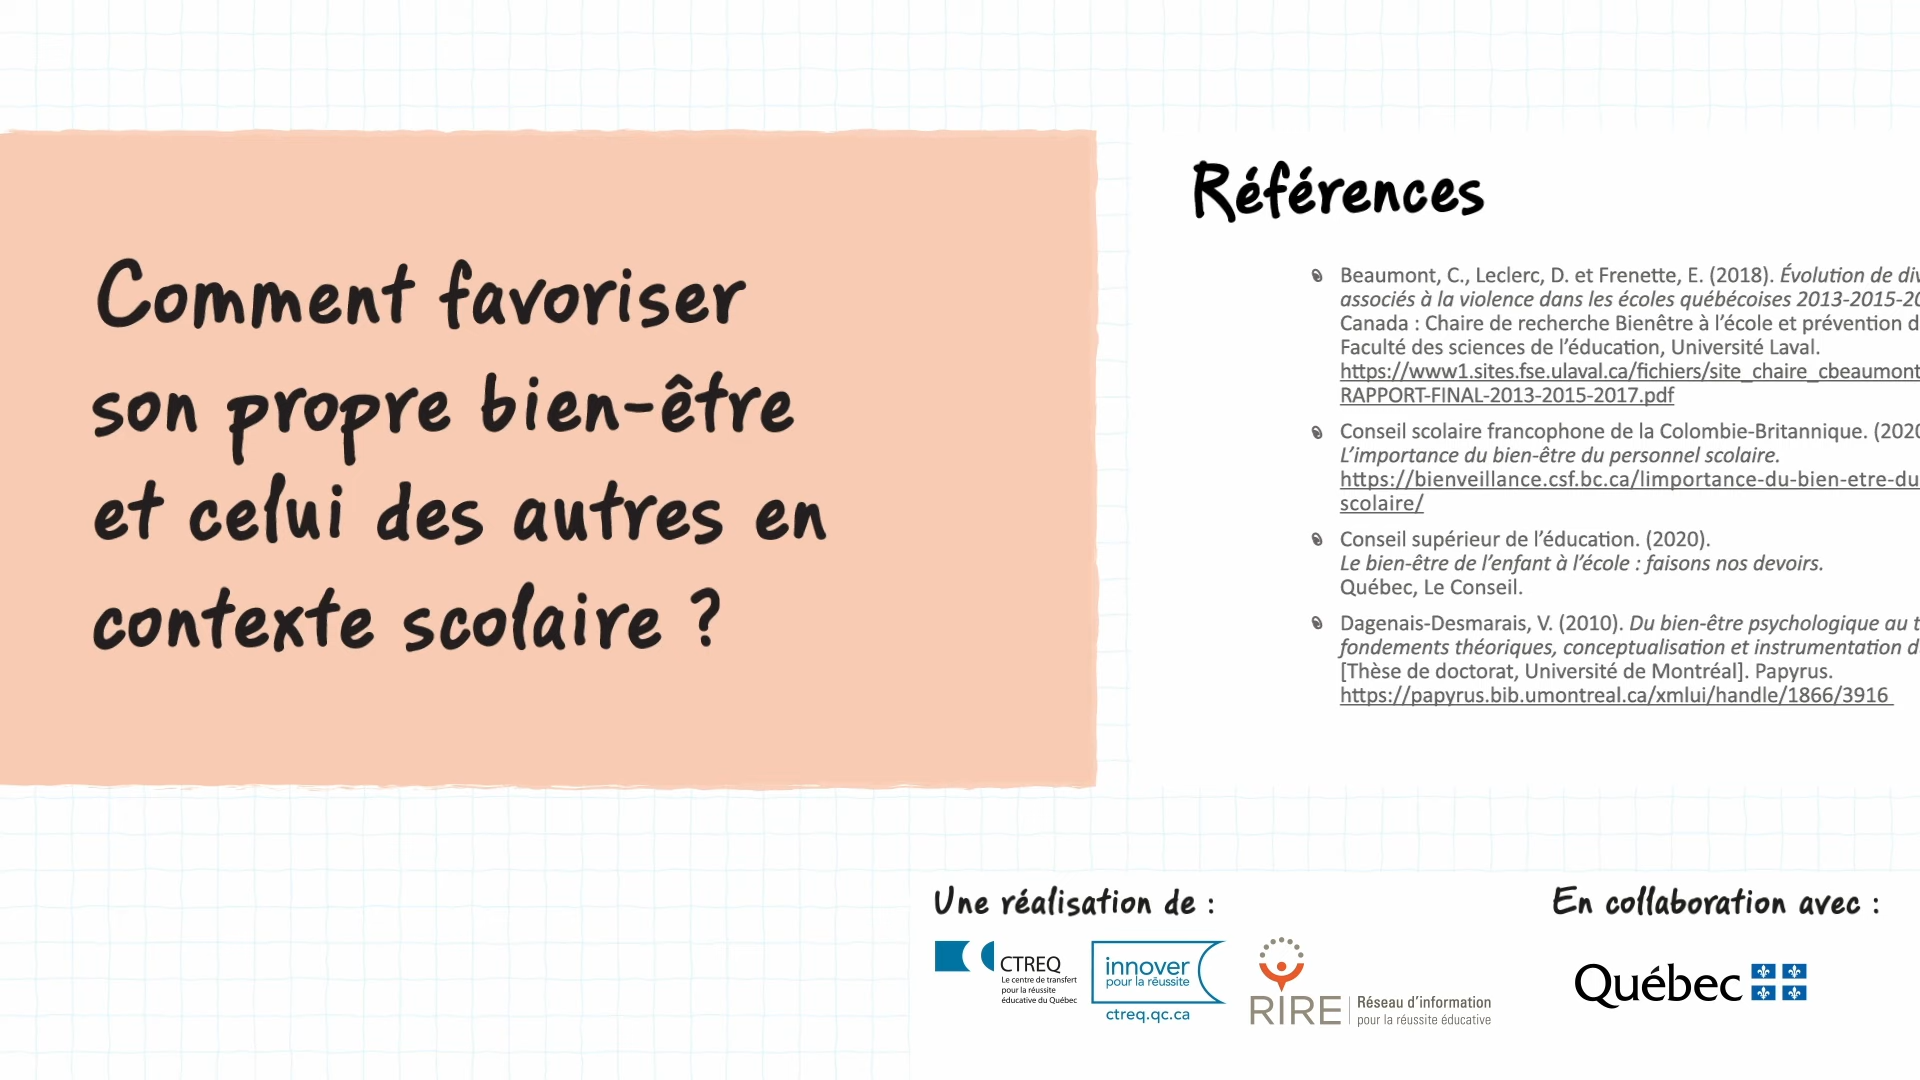 Comment favoriser
son propre bien-être
et celui des autres en
contexte scolaire ?
Références
Beaumont, C., Leclerc, D. et Frenette, E. (2018). Évolution de
associés à la violence dans les écoles québécoises 2013-2015-
Canada : Chaire de recherche Bienêtre à l’école et prévention
Faculté des sciences de l’éducation, Université Laval.
https://www1.sites.fse.ulaval.ca/fichiers/site_chaire_cbeaumont
RAPPORT-FINAL-2013-2015-2017.pdf
Conseil scolaire francophone de la Colombie-Britannique. (2020
L’importance du bien-être du personnel scolaire.
https://bienveillance.csf.bc.ca/limportance-du-bien-etre-du
scolaire/
Conseil supérieur de l’éducation. (2020).
Le bien-être de l’enfant à l’école : faisons nos devoirs.
Québec, Le Conseil.
Dagenais-Desmarais, V. (2010). Du bien-être psychologique au
fondements théoriques, conceptualisation et instrumentation
[Thèse de doctorat, Université de Montréal]. Papyrus.
https://papyrus.bib.umontreal.ca/xmlui/handle/1866/3916
Une réalisation de :
En collaboration avec :
CTREQ
Le centre de transfert
pour la réussite
éducative du Québec
innover
pour la réussite
ctreq.qc.ca
RIRE
Réseau d’information
pour la réussite éducative
Québec